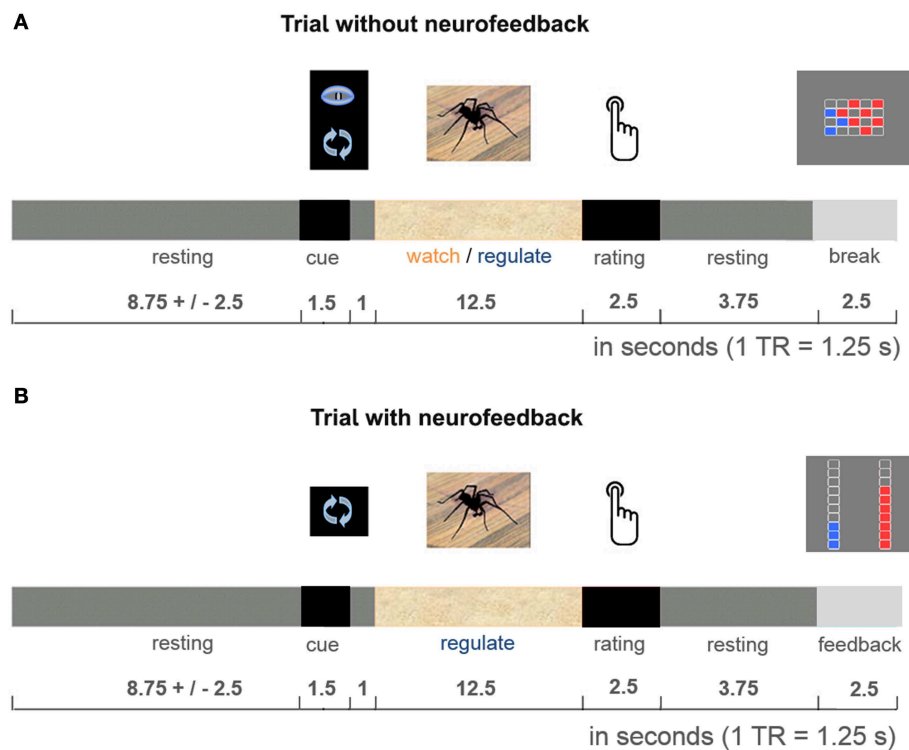 A
Trial without neurofeedback
resting cue watch / regulate rating resting break
8.75 + / - 2.5 1.5 1 12.5 2.5 3.75 2.5
in seconds (1 TR = 1.25 s)
B
Trial with neurofeedback
resting cue regulate rating resting feedback
8.75 + / - 2.5 1.5 1 12.5 2.5 3.75 2.5
in seconds (1 TR = 1.25 s)